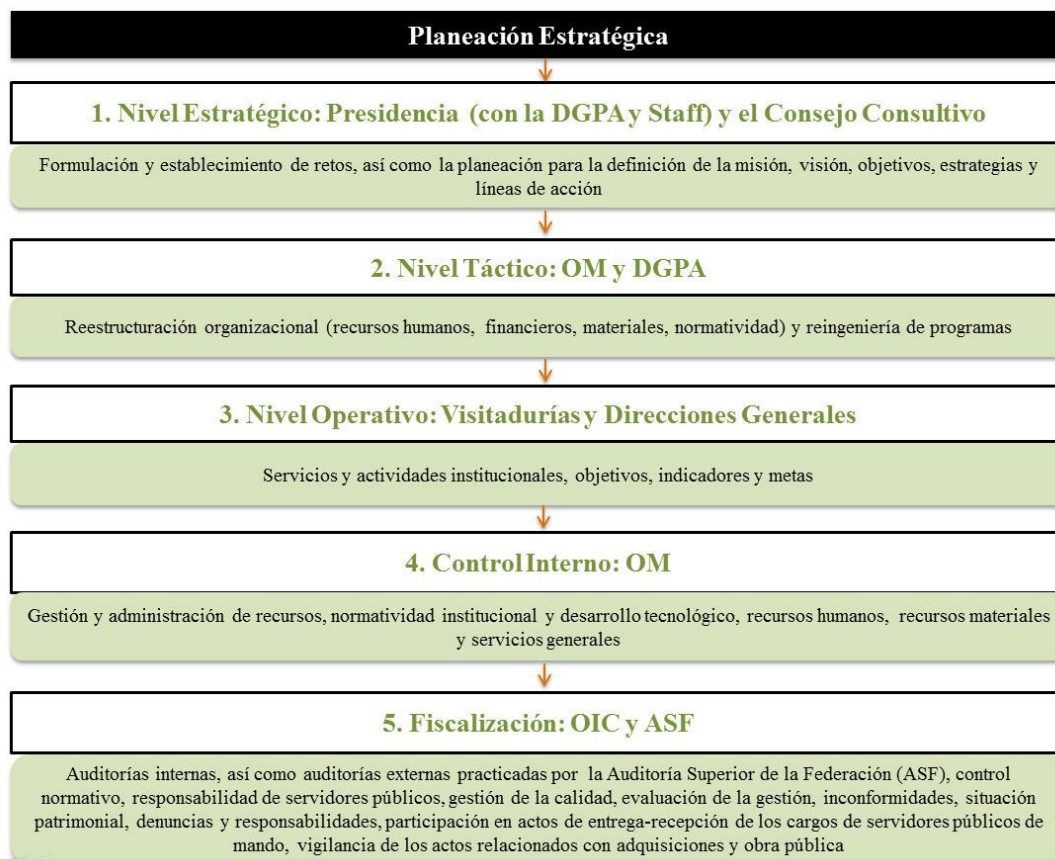 Planeación Estratégica
1. Nivel Estratégico: Presidencia (con la DGPA y Staff) y el Consejo Consultivo
Formulación y establecimiento de retos, así como la planeación para la definición de la misión, visión, objetivos, estrategias y
líneas de acción
2. Nivel Táctico: OM y DGPA
Reestructuración organizacional (recursos humanos, financieros, materiales, normatividad) y reingeniería de programas
3. Nivel Operativo: Visitadurías y Direcciones Generales
Servicios y actividades institucionales, objetivos, indicadores y metas
4. Control Interno: OM
Gestión y administración de recursos, normatividad institucional y desarrollo tecnológico, recursos humanos, recursos materiales
y servicios generales
5. Fiscalización: OIC y ASF
Auditorías internas, así como auditorías externas practicadas por la Auditoría Superior de la Federación (ASF), control
normativo, responsabilidad de servidores públicos, gestión de la calidad, evaluación de la gestión, inconformidades, situación
patrimonial, denuncias y responsabilidades, participación en actos de entrega-recepción de los cargos de servidores públicos de
mando, vigilancia de los actos relacionados con adquisiciones y obra pública